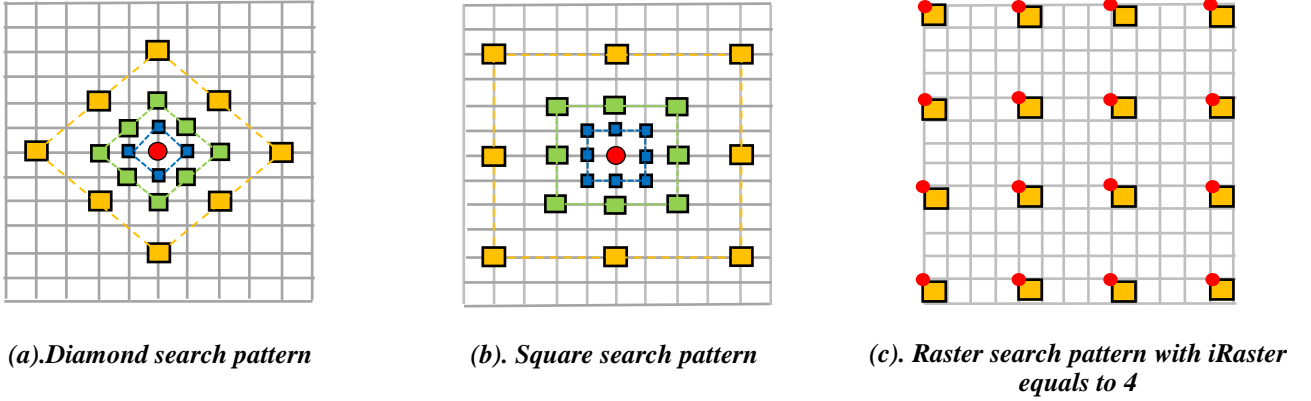 (a).Diamond search pattern
(b). Square search pattern
(c). Raster search pattern with iRaster
equals to 4